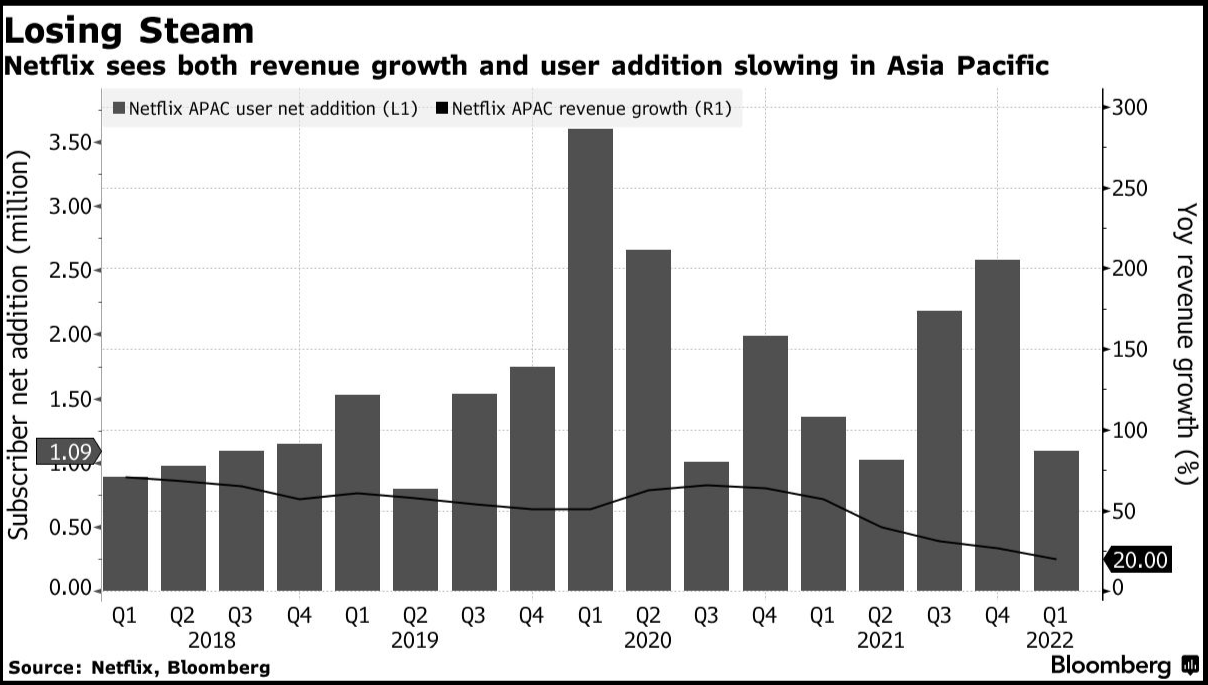 Losing Steam
Netflix sees both revenue growth and user addition slowing in Asia Pacific
Netflix APAC user net addition (L1) Netflix APAC revenue growth (R1)
Subscriber net addition (million)
3.50
3.00
2.50
2.00
1.50
1.09
1.00
0.50
0.00
300
250
200
150
100
50
20.00
0
Yoy revenue growth (%)
Q1 Q2 Q3 Q4 Q1 Q2 Q3 Q4 Q1 Q2 Q3 Q4 Q1 Q2 Q3 Q4 Q1
2018 2019 2020 2021 2022
Source: Netflix, Bloomberg
Bloomberg